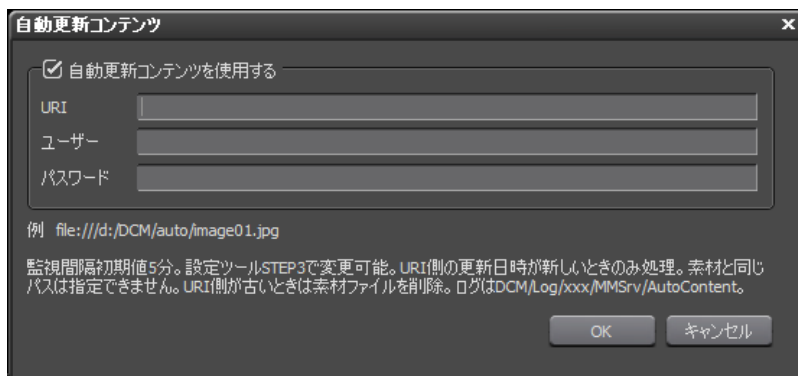 自動更新コンテンツ
自動更新コンテンツを使用する
URI
ユーザー
パスワード
例 file:///d:/DCM/auto/image01.jpg
監視間隔初期値5分。設定ツールSTEP3で変更可能。URI側の更新日時が新しいときのみ処理。素材と同じ
パスは指定できません。URI側が古いときは素材ファイルを削除。ログはDCM/Log/xxx/MMSrv/AutoContent。
OK キャンセル